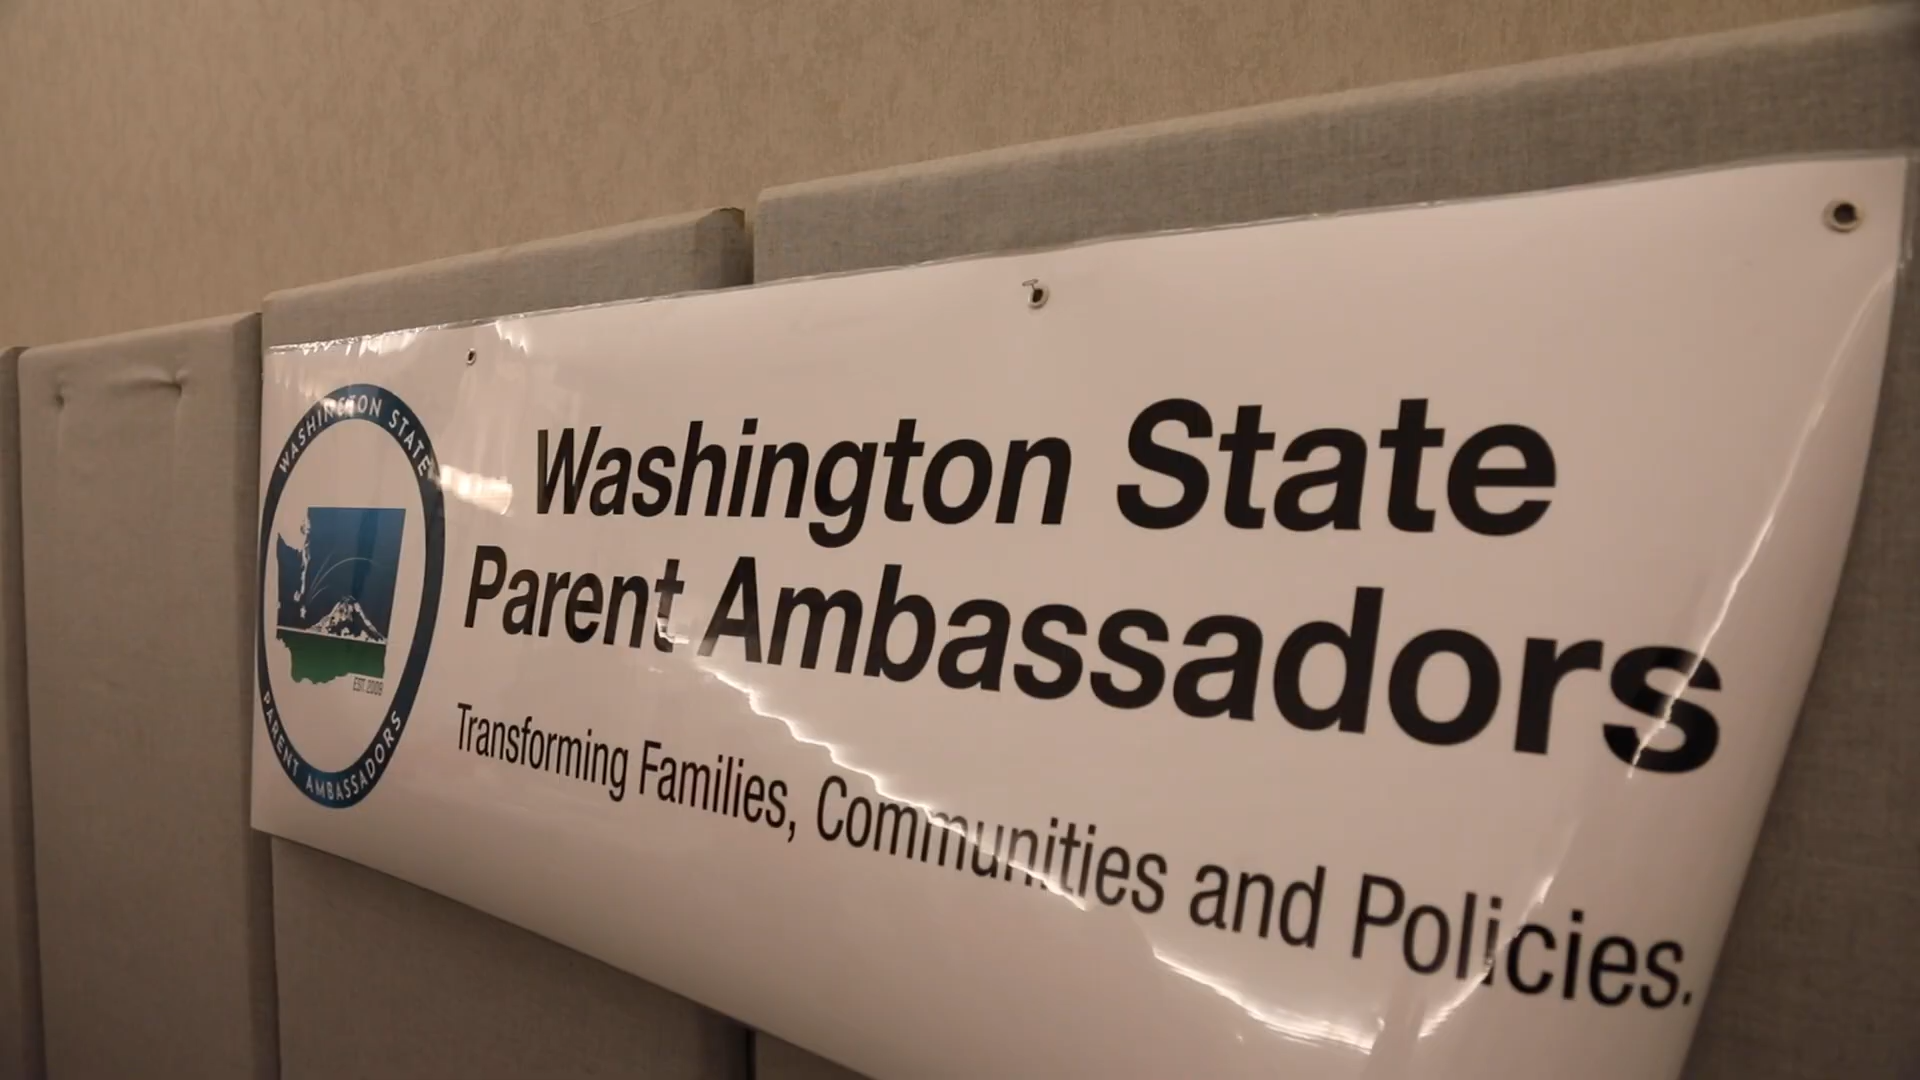 WASHINGTON STATE
EST. 2009
PARENT AMBASSADORS
Washington State
Parent Ambassadors
Transforming Families, Communities and Policies.